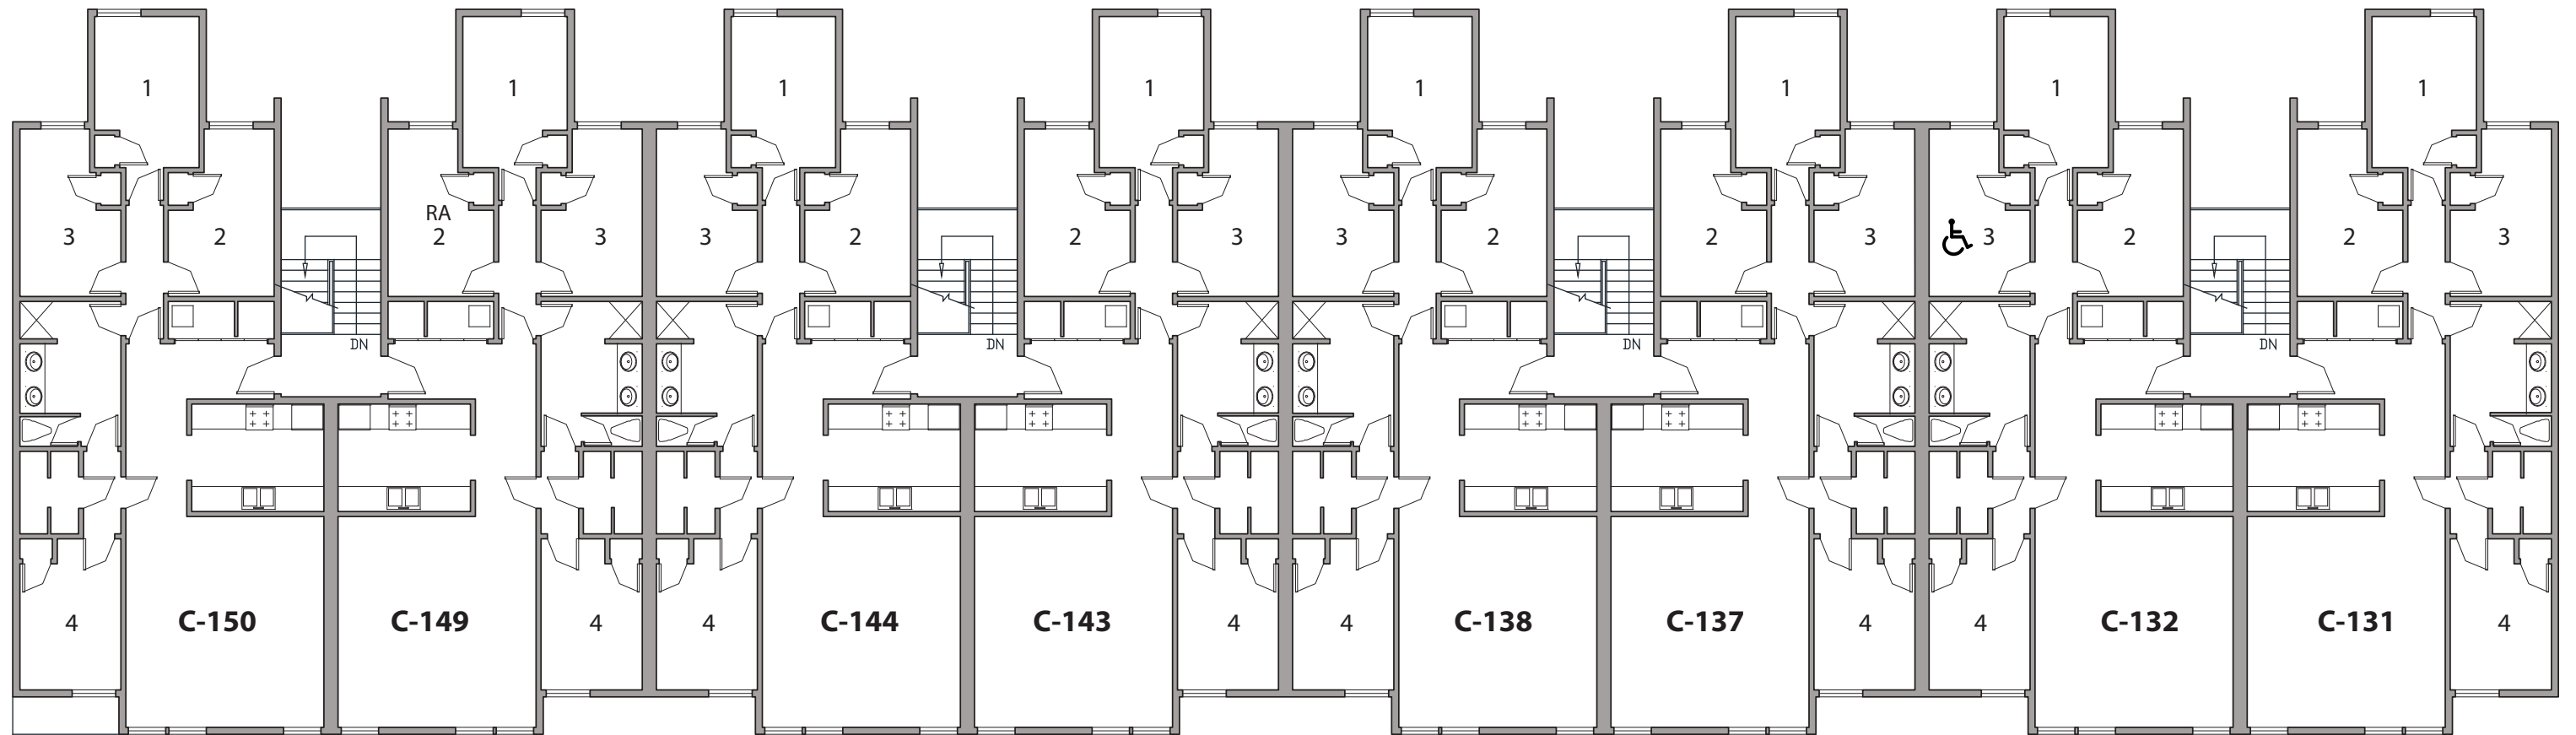 1 1 1 1 1 1 1 1
RA
3 2 2 3 3 2 2 3 3 2 2 3 3 2 2 3
DN DN DN DN
4 C-150 C-149 4 4 C-144 C-143 4 4 C-138 C-137 4 4 C-132 C-131 4